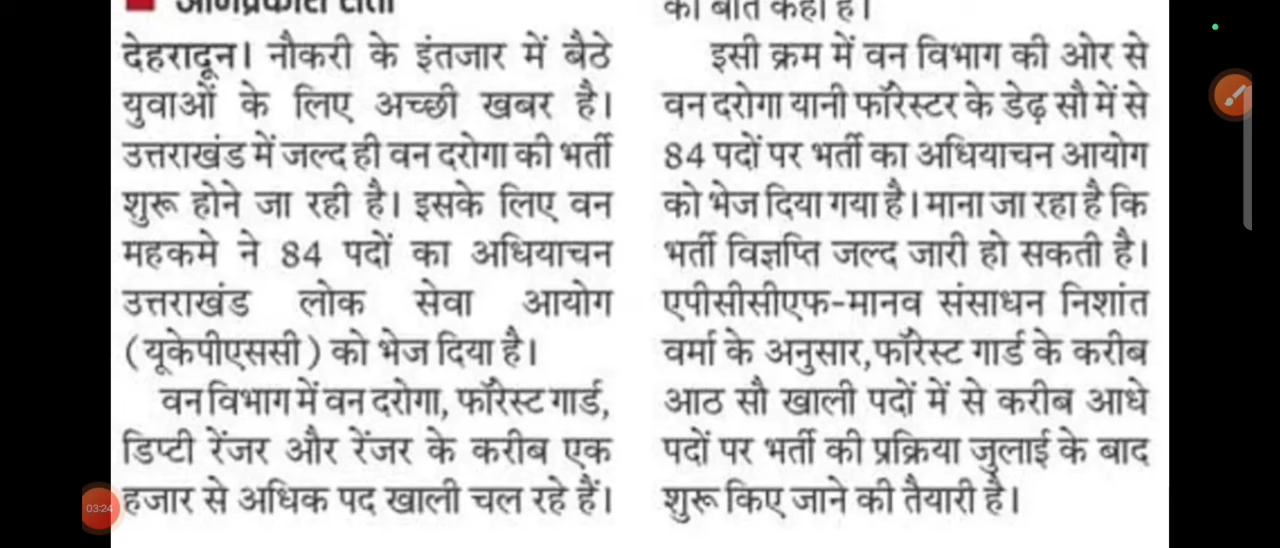 देहरादून। नौकरी के इंतजार में बैठे
युवाओं के लिए अच्छी खबर है।
उत्तराखंड में जल्द ही वन दरोगा की भर्ती
शुरू होने जा रही है। इसके लिए वन
महकमे ने 84 पदों का अधियाचन
उत्तराखंड लोक सेवा आयोग
(यूकेपीएससी) को भेज दिया है।
वन विभाग में वन दरोगा, फॉरेस्ट गार्ड,
डिप्टी रेंजर और रेंजर के करीब एक
हजार से अधिक पद खाली चल रहे हैं।
की बात कही है।
इसी क्रम में वन विभाग की ओर से
वन दरोगा यानी फॉरेस्टर के डेढ़ सौ में से
84 पदों पर भर्ती का अधियाचन आयोग
को भेज दिया गया है। माना जा रहा है कि
भर्ती विज्ञप्ति जल्द जारी हो सकती है।
एपीसीसीएफ-मानव संसाधन निशांत
वर्मा के अनुसार,फॉरेस्ट गार्ड के करीब
आठ सौ खाली पदों में से करीब आधे
पदों पर भर्ती की प्रक्रिया जुलाई के बाद
शुरू किए जाने की तैयारी है।
03:24